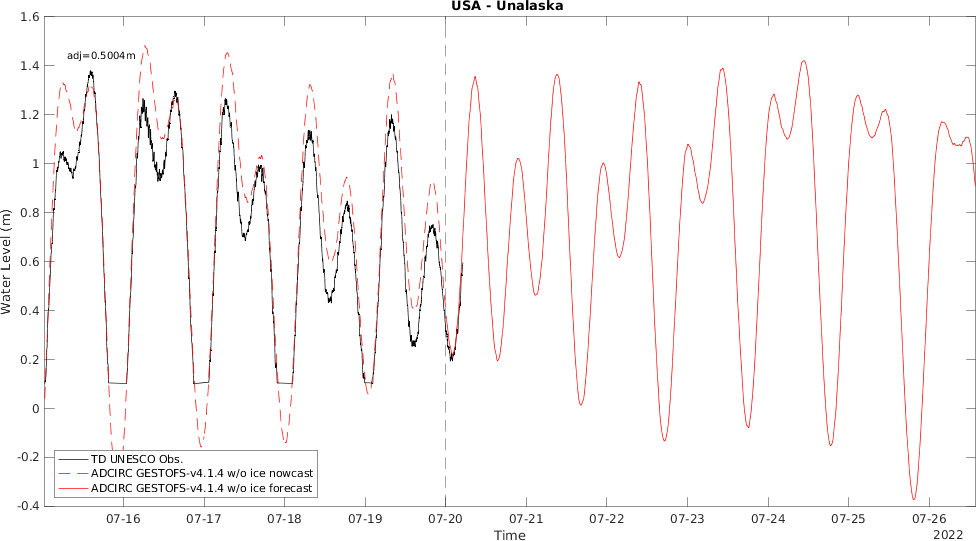 USA - Unalaska
adj=0.5004m
Water Level (m)
1.6
1.4
1.2
1
0.8
0.6
0.4
0.2
0
-0.2
-0.4
TD UNESCO Obs.
ADCIRC GESTOFS-v4.1.4 w/o ice nowcast
ADCIRC GESTOFS-v4.1.4 w/o ice forecast
07-16 07-17 07-18 07-19 07-20 07-21 07-22 07-23 07-24 07-25 07-26
Time
2022